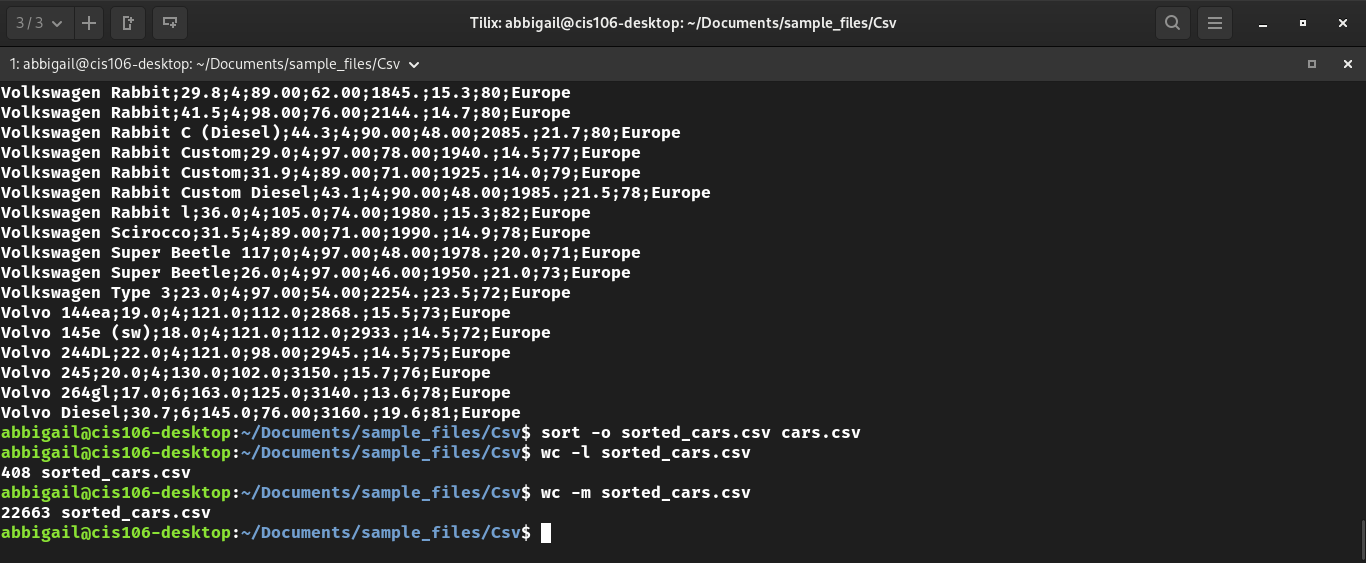 3 / 3
Tilix: abbigail@cis106-desktop: ~/Documents/sample_files/Csv
1: abbigail@cis106-desktop: ~/Documents/sample_files/Csv
Volkswagen Rabbit;29.8;4;89.00;62.00;1845.;15.3;80;Europe
Volkswagen Rabbit;41.5;4;98.00;76.00;2144.;14.7;80;Europe
Volkswagen Rabbit C (Diesel);44.3;4;90.00;48.00;2085.;21.7;80;Europe
Volkswagen Rabbit Custom;29.0;4;97.00;78.00;1940.;14.5;77;Europe
Volkswagen Rabbit Custom;31.9;4;89.00;71.00;1925.;14.0;79;Europe
Volkswagen Rabbit Custom Diesel;43.1;4;90.00;48.00;1985.;21.5;78;Europe
Volkswagen Rabbit l;36.0;4;105.0;74.00;1980.;15.3;82;Europe
Volkswagen Scirocco;31.5;4;89.00;71.00;1990.;14.9;78;Europe
Volkswagen Super Beetle 117;0;4;97.00;48.00;1978.;20.0;71;Europe
Volkswagen Super Beetle;26.0;4;97.00;46.00;1950.;21.0;73;Europe
Volkswagen Type 3;23.0;4;97.00;54.00;2254.;23.5;72;Europe
Volvo 144ea;19.0;4;121.0;112.0;2868.;15.5;73;Europe
Volvo 145e (sw);18.0;4;121.0;112.0;2933.;14.5;72;Europe
Volvo 244DL;22.0;4;121.0;98.00;2945.;14.5;75;Europe
Volvo 245;20.0;4;130.0;102.0;3150.;15.7;76;Europe
Volvo 264gl;17.0;6;163.0;125.0;3140.;13.6;78;Europe
Volvo Diesel;30.7;6;145.0;76.00;3160.;19.6;81;Europe
abbigail@cis106-desktop:~/Documents/sample_files/Csv$ sort -o sorted_cars.csv cars.csv
abbigail@cis106-desktop:~/Documents/sample_files/Csv$ wc -l sorted_cars.csv
408 sorted_cars.csv
abbigail@cis106-desktop:~/Documents/sample_files/Csv$ wc -m sorted_cars.csv
22663 sorted_cars.csv
abbigail@cis106-desktop:~/Documents/sample_files/Csv$